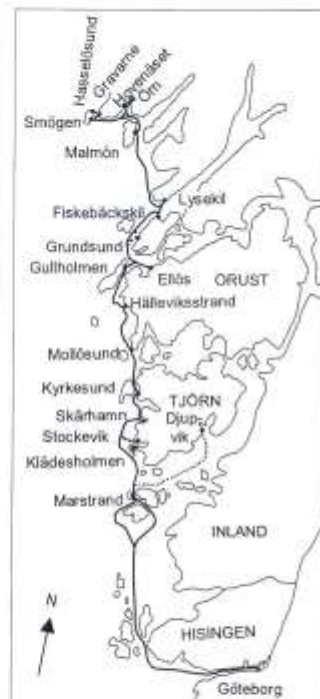 Hasselösund
Gravarne
Hovenäset
Örn
Smögen
Malmön
Lysekil
Fiskebäckskil
Grundsund
Gullholmen
Ellös
ORUST
Hälleviksstrand
Mollösund
Kyrkesund
TJÖRN
Skärhamn
Djup-
vik
Stockevik
Klädesholmen
Marstrand
INLAND
N
HISINGEN
Göteborg